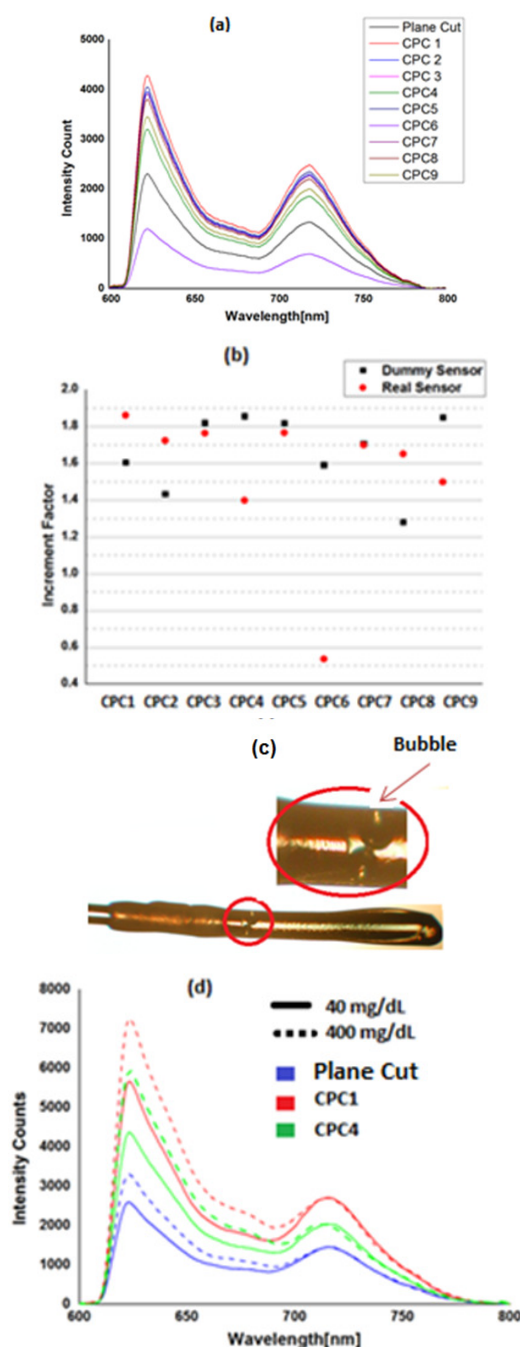 (a)
5000
4000
3000
2000
1000
0
Intensity Count
Plane Cut
CPC 1
CPC 2
CPC 3
CPC4
CPC5
CPC6
CPC7
CPC8
CPC9
600 650 700 750 800
Wavelength[nm]
(b)
Dummy Sensor
Real Sensor
2.0
1.8
1.6
1.4
1.2
1.0
0.8
0.6
0.4
Increment Factor
CPC1 CPC2 CPC3 CPC4 CPC5 CPC6 CPC7 CPC8 CPC9
(c)
Bubble
(d)
8000
7000
6000
5000
4000
3000
2000
1000
0
Intensity Counts
40 mg/dL
400 mg/dL
Plane Cut
CPC1
CPC4
600 650 700 750 800
Wavelength[nm]